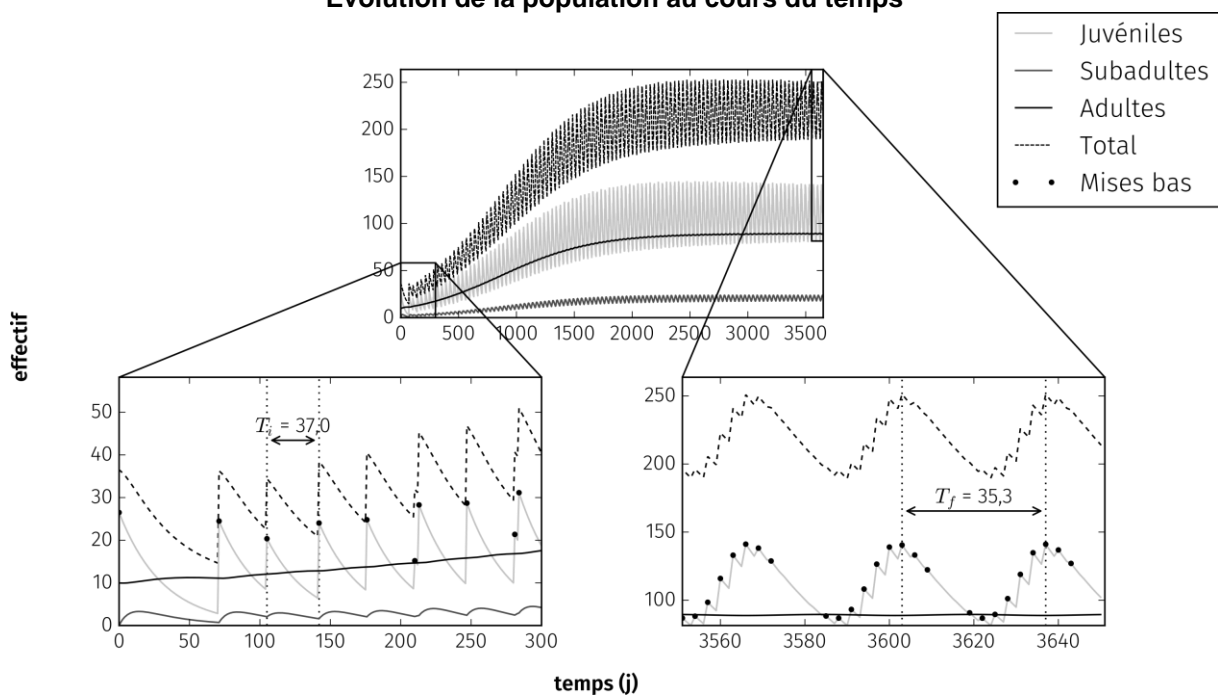 Evolution de la population au cours du temps
Juvéniles
Subadultes
Adultes
Total
Mises bas
250
200
150
100
50
0
0 500 1000 1500 2000 2500 3000 3500
effectif
50
40
30
20
10
0
T_i = 37,0
0 50 100 150 200 250 300
250
200
150
100
T_f = 35,3
3560 3580 3600 3620 3640
temps (j)